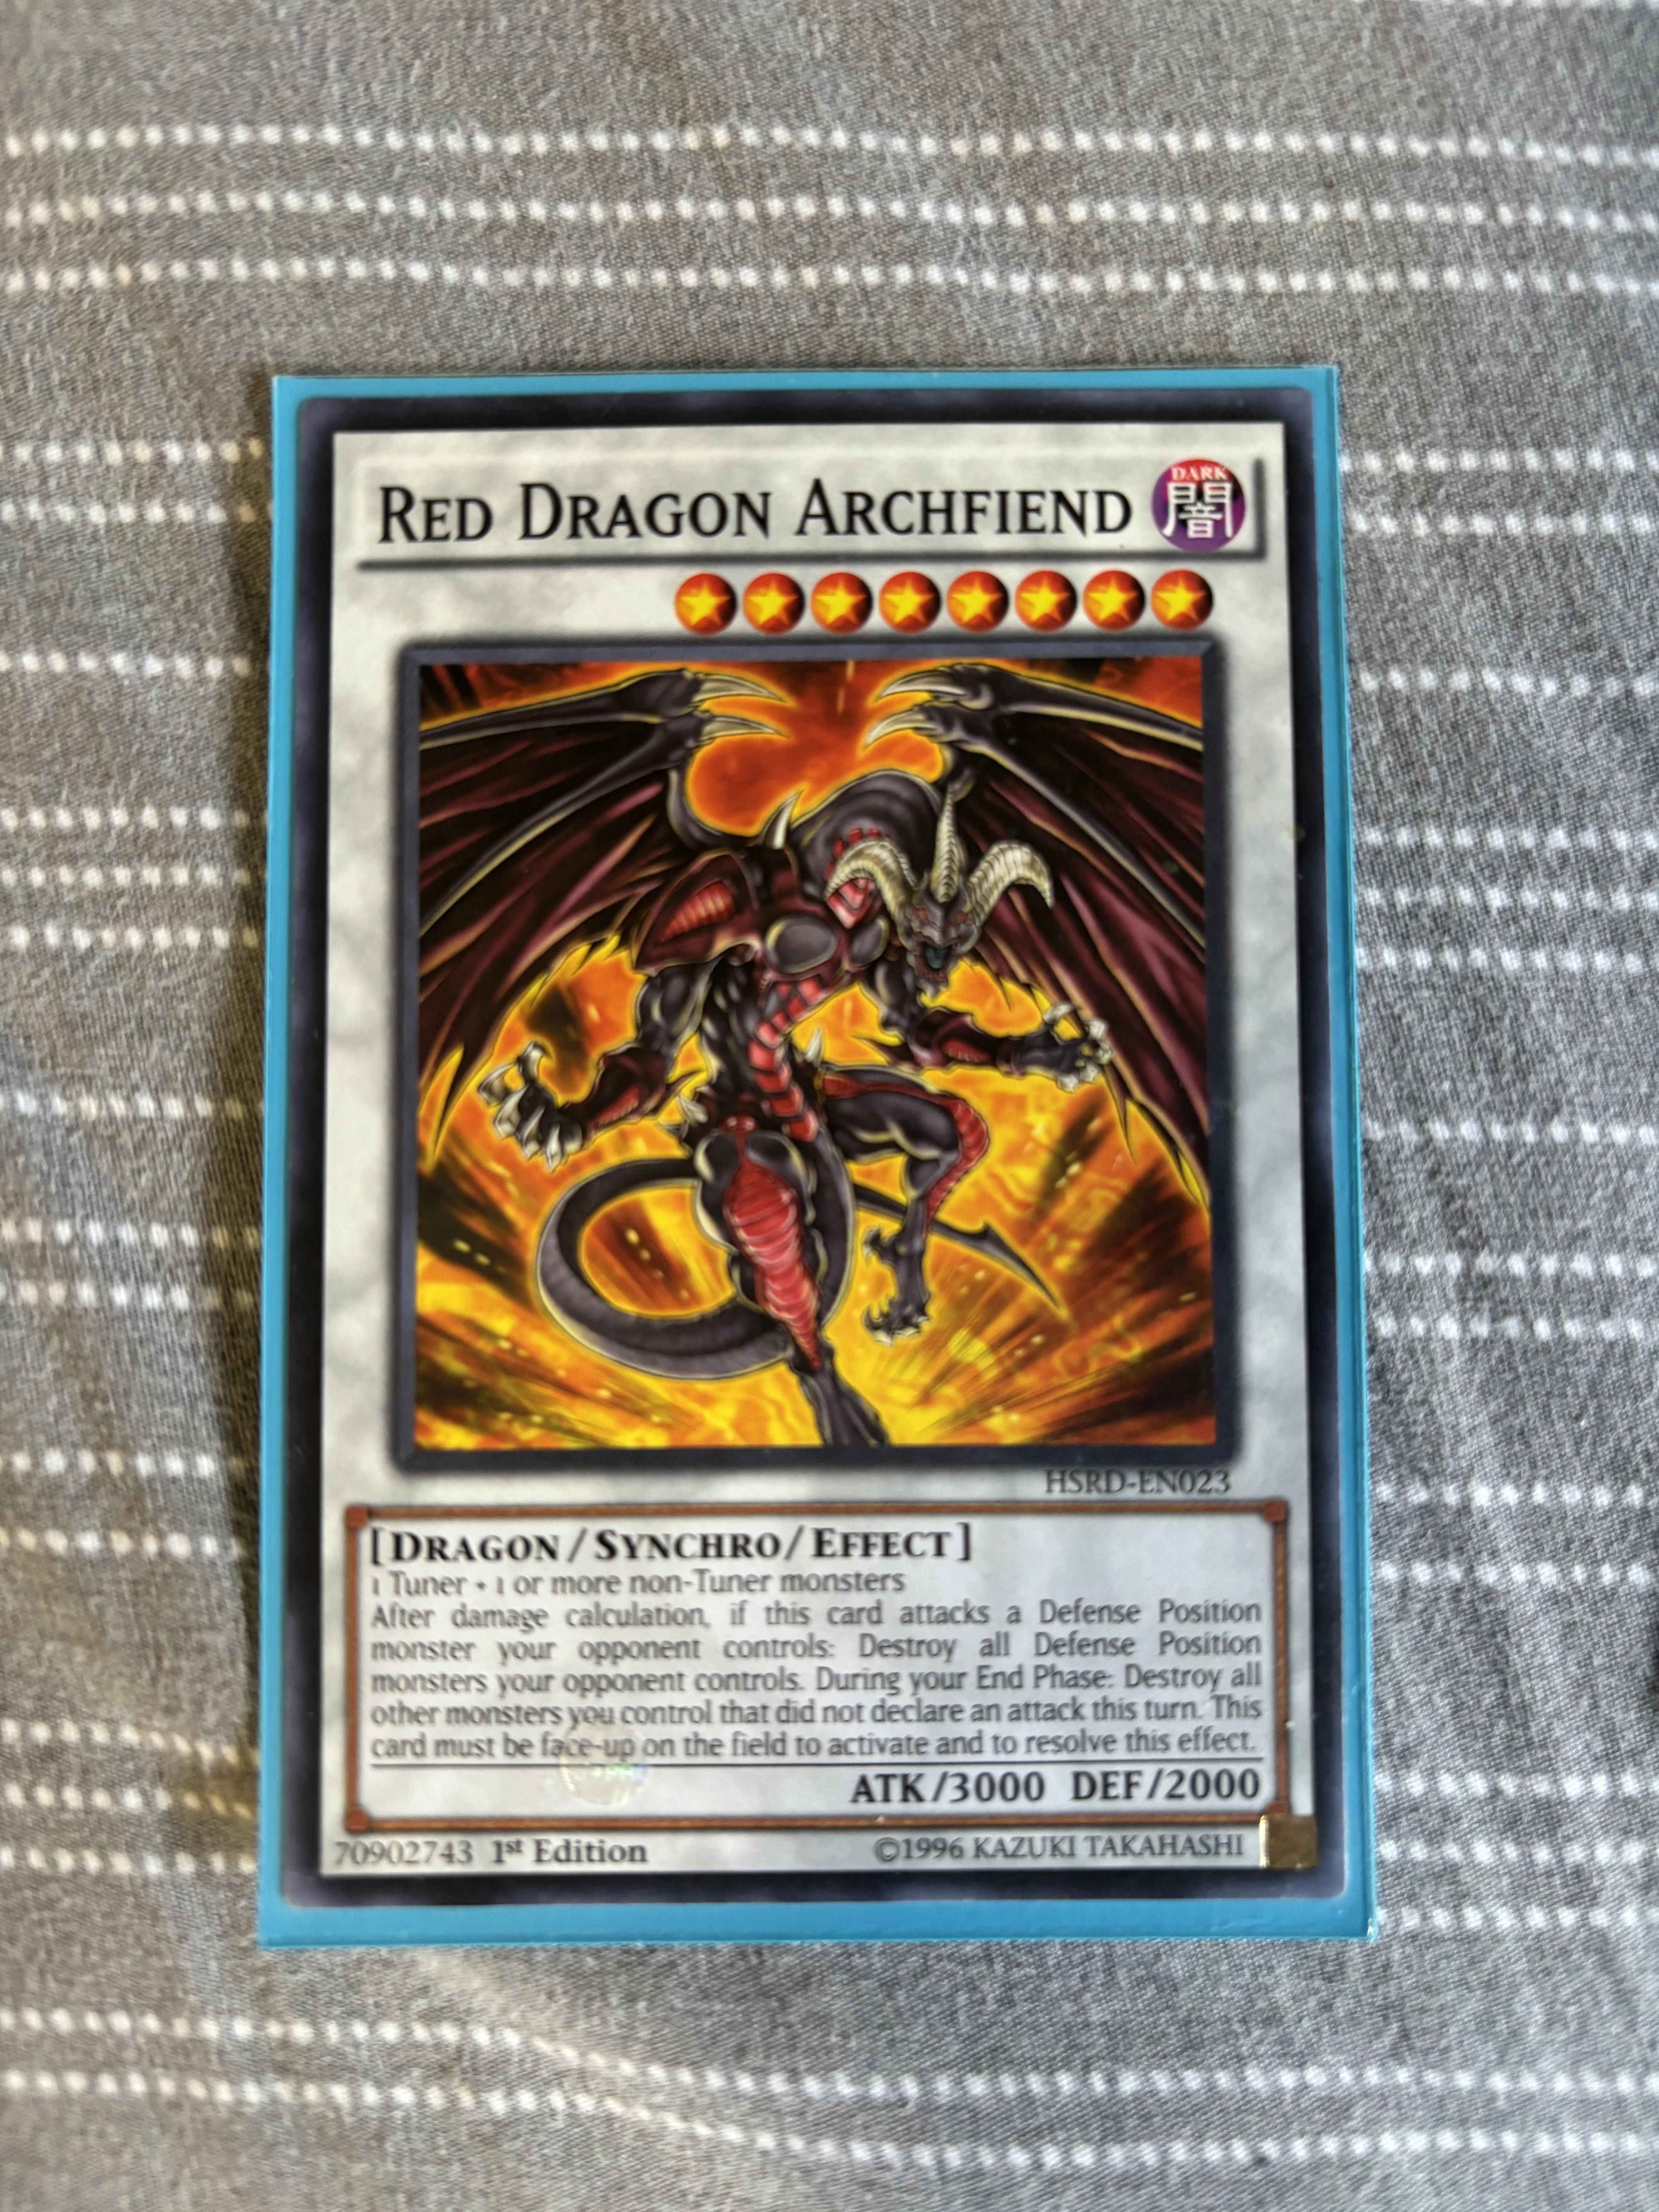 RED DRAGON ARCHFIEND
DARK
闇
HSRD-EN023
[DRAGON/SYNCHRO/EFFECT]
1 Tuner + 1 or more non-Tuner monsters
After damage calculation, if this card attacks a Defense Position
monster your opponent controls: Destroy all Defense Position
monsters your opponent controls. During your End Phase: Destroy all
other monsters you control that did not declare an attack this turn. This
card must be face-up on the field to activate and to resolve this effect.
ATK/3000 DEF/2000
70902743 1st Edition
©1996 KAZUKI TAKAHASHI